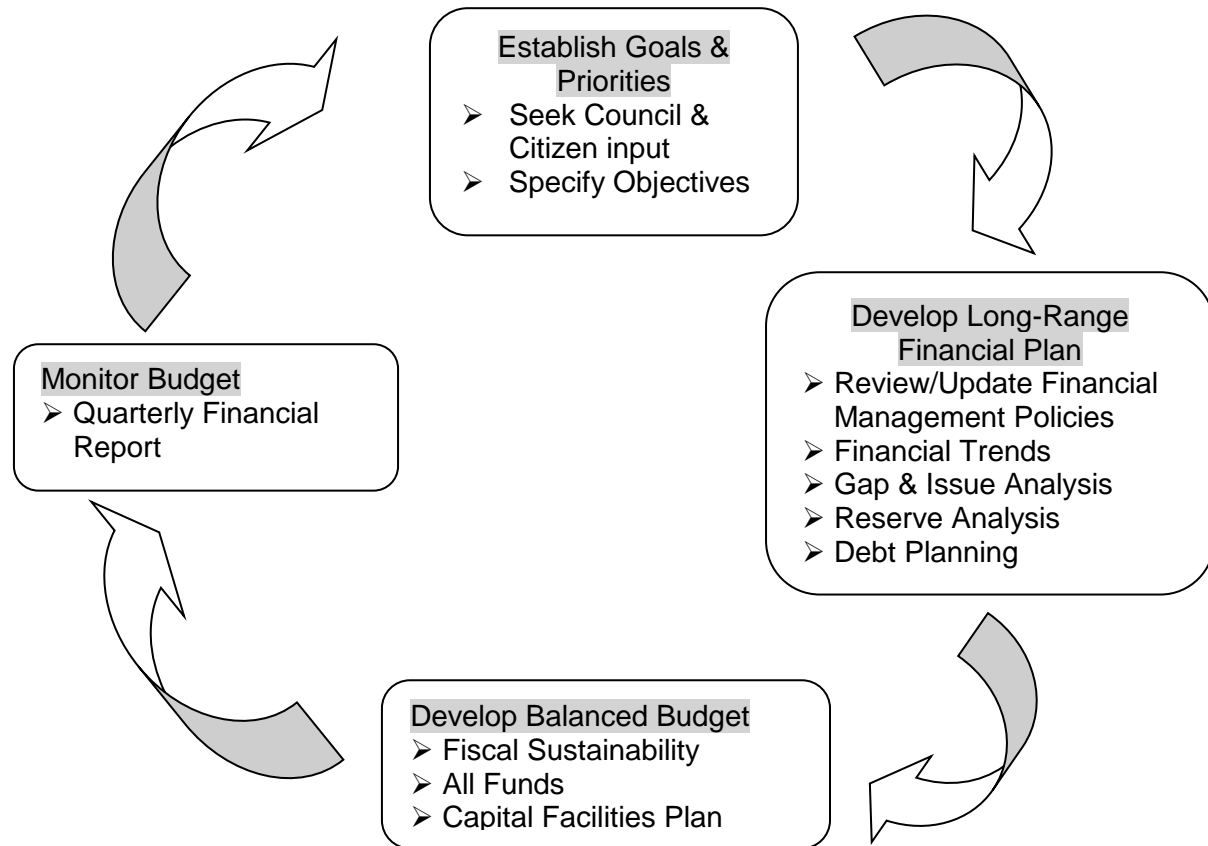 Establish Goals &
Priorities
➢ Seek Council &
Citizen input
➢ Specify Objectives
Develop Long-Range
Financial Plan
➢ Review/Update Financial
Management Policies
➢ Financial Trends
➢ Gap & Issue Analysis
➢ Reserve Analysis
➢ Debt Planning
Monitor Budget
➢ Quarterly Financial
Report
Develop Balanced Budget
➢ Fiscal Sustainability
➢ All Funds
➢ Capital Facilities Plan